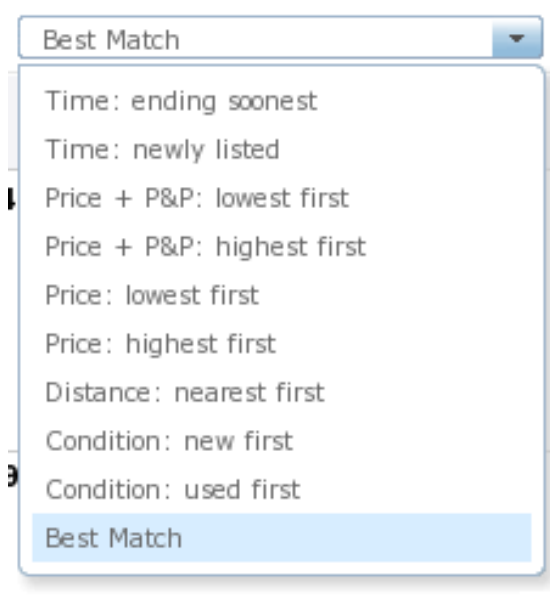 Best Match
Time: ending soonest
Time: newly listed
Price + P&P: lowest first
Price + P&P: highest first
Price: lowest first
Price: highest first
Distance: nearest first
Condition: new first
Condition: used first
Best Match